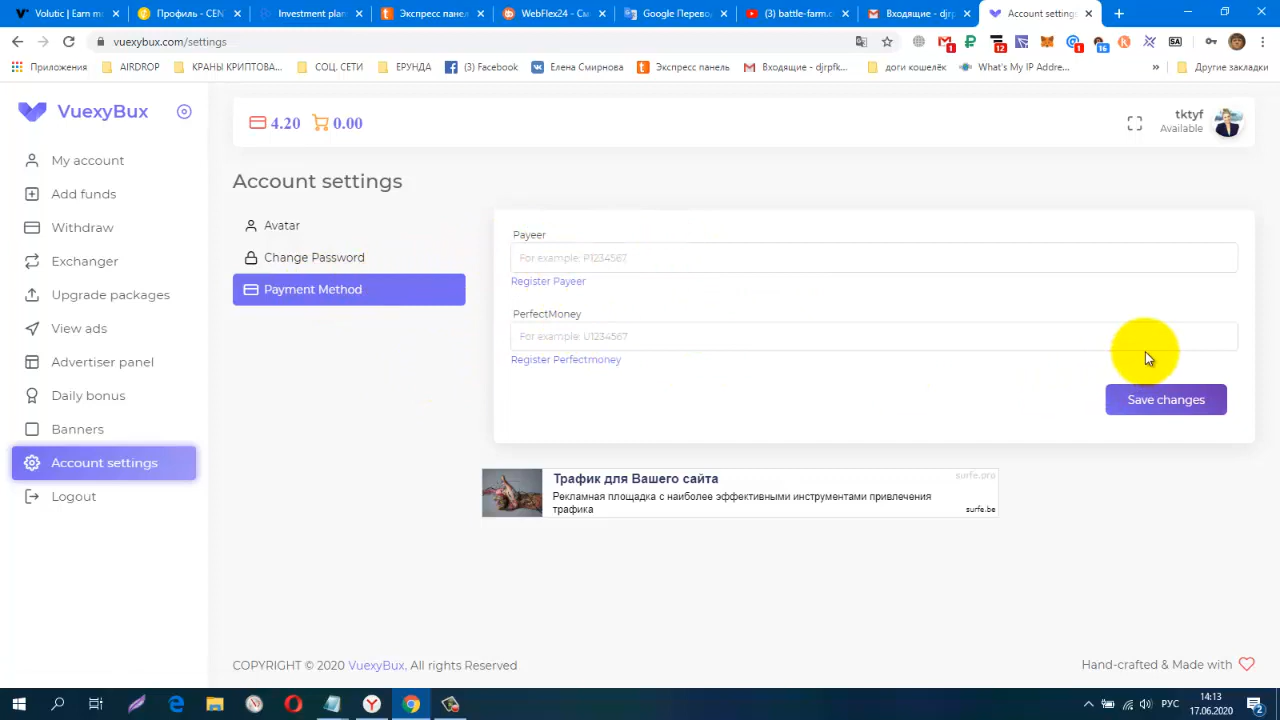 Volutic | Earn mo
Профиль - CEN
Investment plan
Экспресс панел
WebFlex24 - См
Google Перево
(3) battle-farm.c
Входящие - djrp
Account settings
vuexybux.com/settings
Приложения
AIRDROP
КРАНЫ КРИПТОВА...
СОЦ. СЕТИ
ЕРУНДА
(3) Facebook
Елена Смирнова
Экспресс панель
Входящие - djrpfk...
доги кошелёк
What's My IP Addre...
»
Другие закладки
VuexyBux
4.20
0.00
tktyf
Available
My account
Add funds
Withdraw
Exchanger
Upgrade packages
View ads
Advertiser panel
Daily bonus
Banners
Account settings
Logout
Account settings
Avatar
Change Password
Payment Method
Payeer
For example: P1234567
Register Payeer
PerfectMoney
For example: U1234567
Register Perfectmoney
Save changes
Трафик для Вашего сайта
surfe.pro
Рекламная площадка с наиболее эффективными инструментами привлечения
трафика
surfe.be
COPYRIGHT © 2020 VuexyBux, All rights Reserved
Hand-crafted & Made with
РУС
14:13
17.06.2020